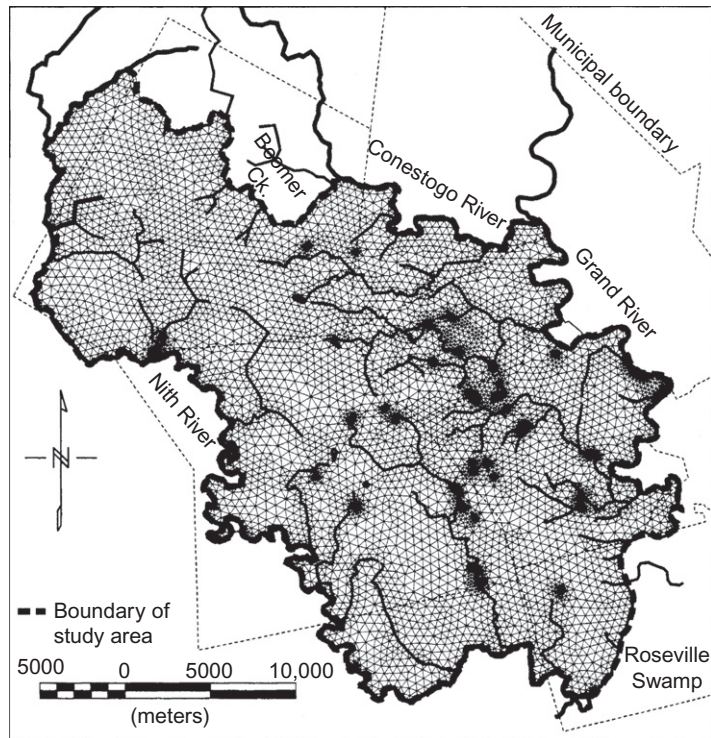 Municipal boundary
Boomer
Ck.
Conestogo River
Grand River
Nith River
N
Boundary of
study area
5000 0 5000 10,000
(meters)
Roseville
Swamp